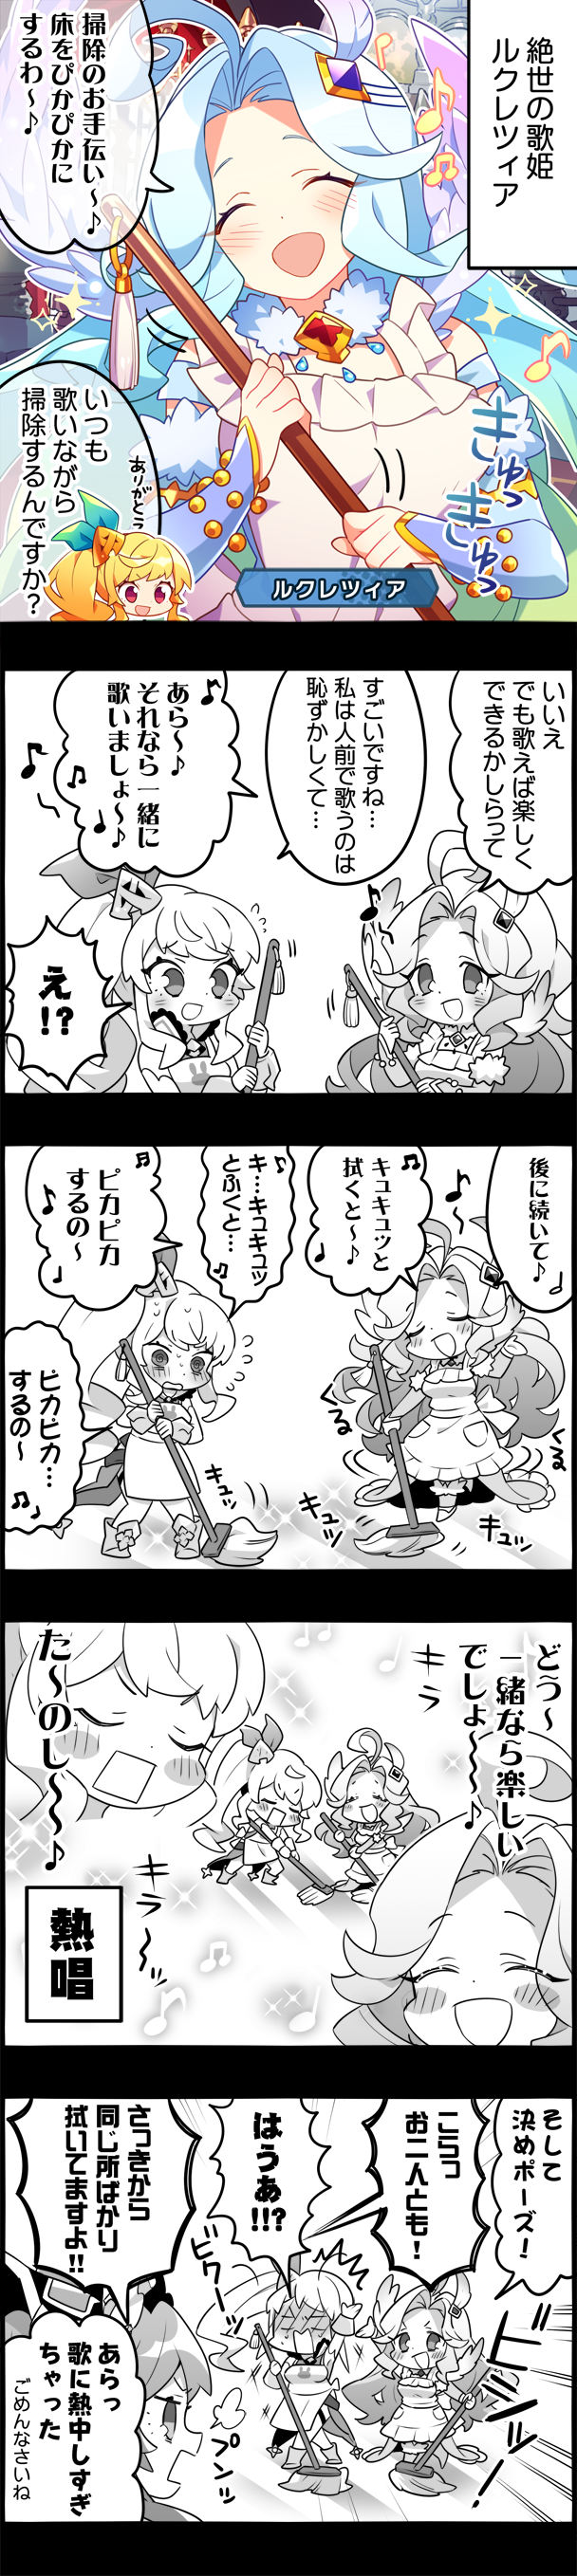 絶世の歌姫
ルクレツィア
掃除のお手伝い～♪
床をぴかぴかに
するわ～♪
きゅっ
きゅっ
いつも
歌いながら
掃除するんですか？
ありがとう
ルクレツィア
いいえ
でも歌えば楽しく
できるかしらって
すごいですね…
私は人前で歌うのは
恥ずかしくて…
あら～♪
それなら一緒に
歌いましょ～♪
え!?
後に続いて♪
キュキュッと
拭くと～♪
キ…キュキュッ
とふくと…
ピカピカ
するの～
ピカピカ…
するの～
くる
くる
キュッ
キュッ
キュッ
どう～
一緒なら楽しい
でしょ～～♪
キラ
た～のし～～♪
キラ～ッ
熱唱
そして
決めポーズ！
こらっ
お二人とも！
はうあ!!?
さっきから
同じ所ばかり
拭いてますよ!!
ビクーッ
ビシッー！
プンッ
あらっ
歌に熱中しすぎ
ちゃった
ごめんなさいね